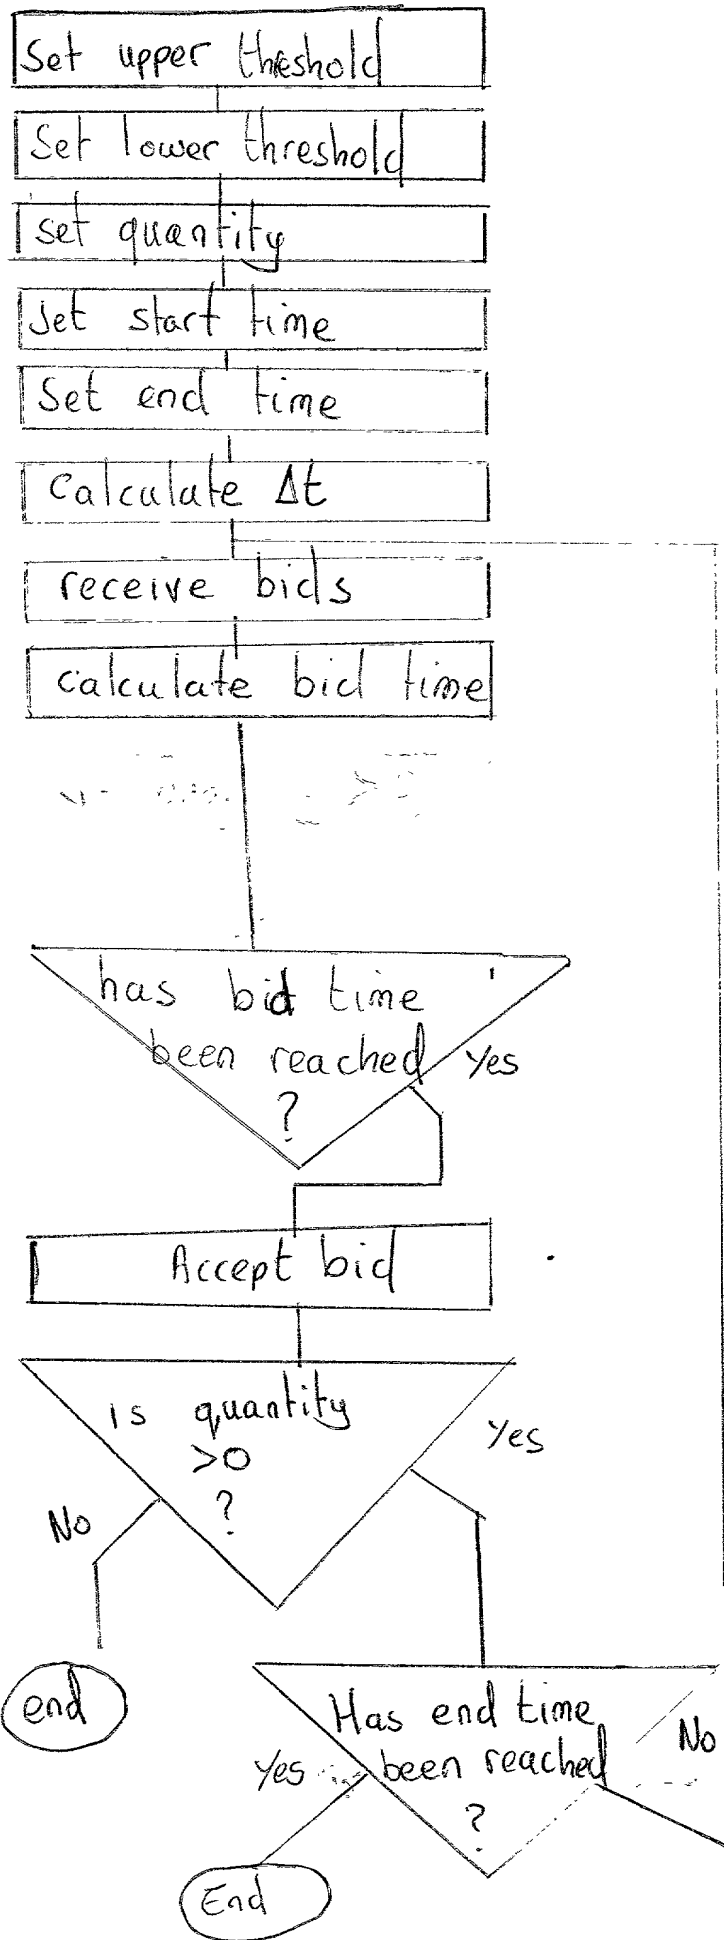 Set upper threshold
Set lower threshold
set quantity
Set start time
Set end time
Calculate Δt
receive bids
calculate bid time
has bid time
been reached
?
Yes
Accept bid
is quantity
>0
?
Yes
No
end
Has end time
been reached
?
No
Yes
End